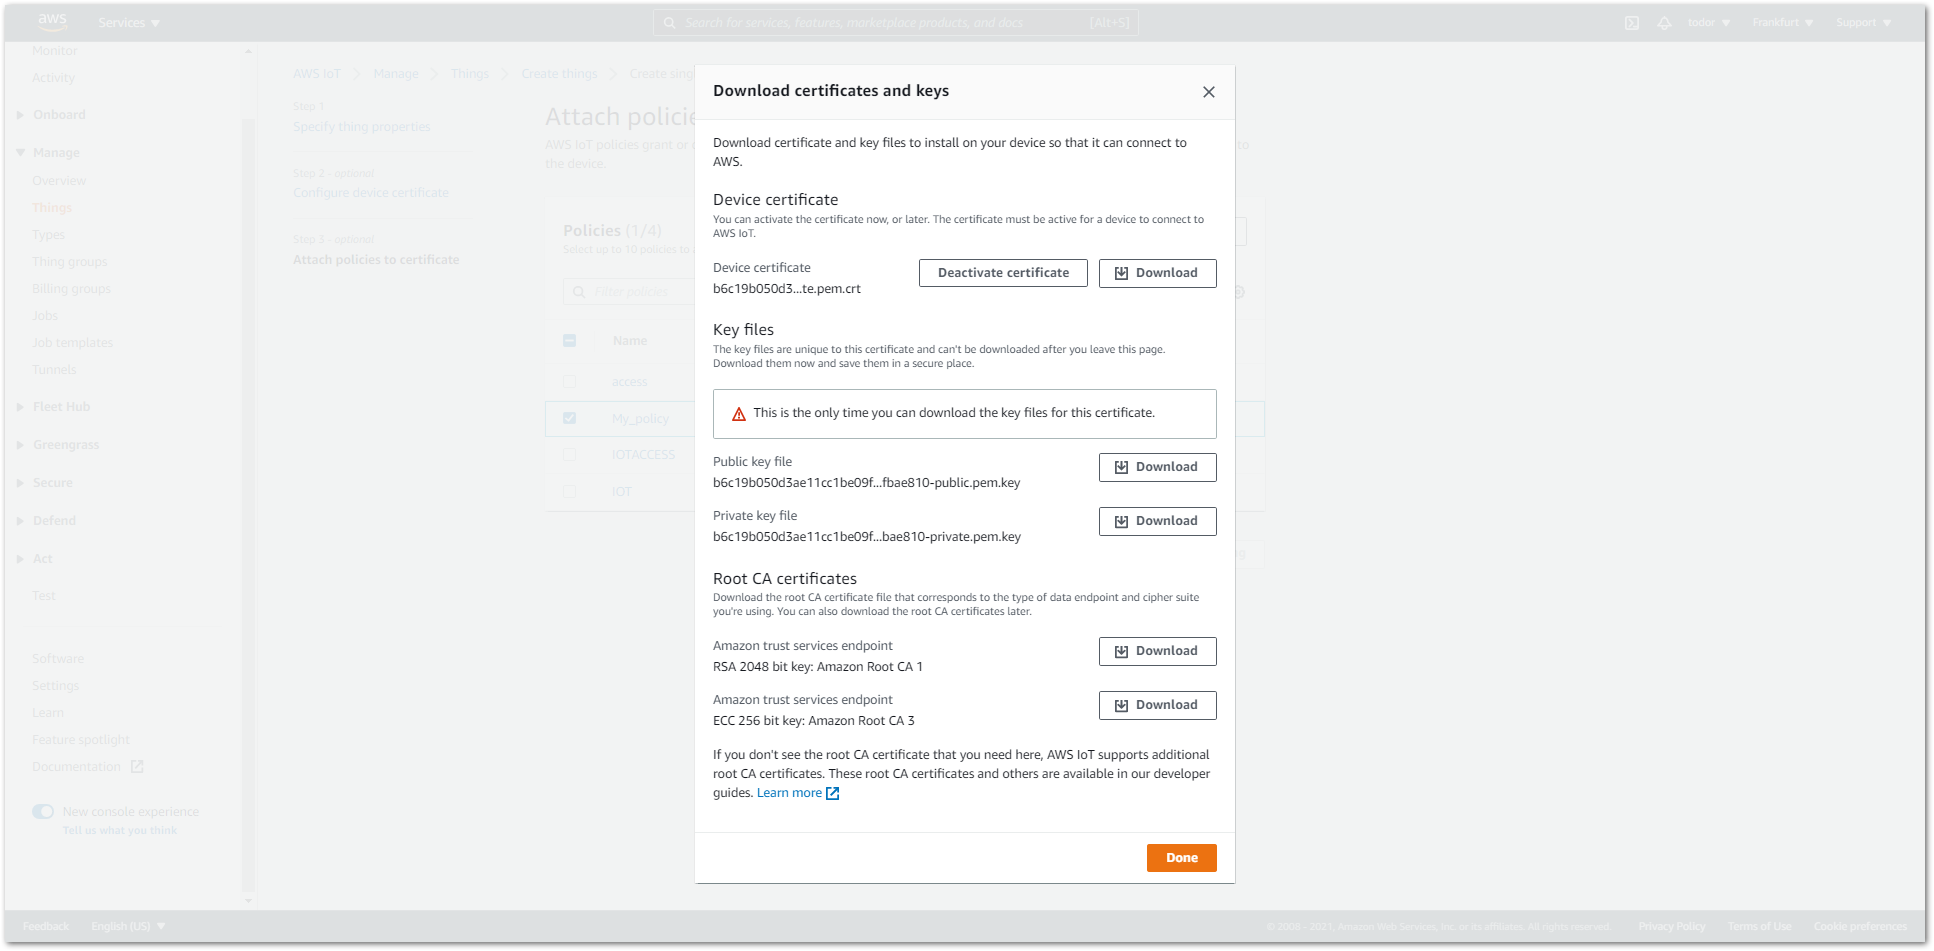 aws
Services
Search for services, features, marketplace products, and docs
[Alt+S]
todor
Frankfurt
Support
Monitor
Activity
Onboard
Manage
Overview
Things
Types
Thing groups
Billing groups
Jobs
Job templates
Tunnels
Fleet Hub
Greengrass
Secure
Defend
Act
Test
Software
Settings
Learn
Feature spotlight
Documentation
New console experience
Tell us what you think
AWS IoT
Manage
Things
Create things
Create sing
Step 1
Specify thing properties
Step 2 - optional
Configure device certificate
Step 3 - optional
Attach policies to certificate
Attach policie
AWS IoT policies grant or
to
the device.
Policies (1/4)
Select up to 10 policies to
Filter policies
Name
access
My_policy
IOTACCESS
IOT
Download certificates and keys
Download certificate and key files to install on your device so that it can connect to
AWS.
Device certificate
You can activate the certificate now, or later. The certificate must be active for a device to connect to
AWS IoT.
Device certificate
b6c19b050d3...te.pem.crt
Deactivate certificate
Download
Key files
The key files are unique to this certificate and can't be downloaded after you leave this page.
Download them now and save them in a secure place.
This is the only time you can download the key files for this certificate.
Public key file
b6c19b050d3ae11cc1be09f...fbae810-public.pem.key
Download
Private key file
b6c19b050d3ae11cc1be09f...bae810-private.pem.key
Download
Root CA certificates
Download the root CA certificate file that corresponds to the type of data endpoint and cipher suite
you're using. You can also download the root CA certificates later.
Amazon trust services endpoint
RSA 2048 bit key: Amazon Root CA 1
Download
Amazon trust services endpoint
ECC 256 bit key: Amazon Root CA 3
Download
If you don't see the root CA certificate that you need here, AWS IoT supports additional
root CA certificates. These root CA certificates and others are available in our developer
guides. Learn more
Done
Feedback
English (US)
© 2008 - 2021, Amazon Web Services, Inc. or its affiliates. All rights reserved.
Privacy Policy
Terms of Use
Cookie preferences